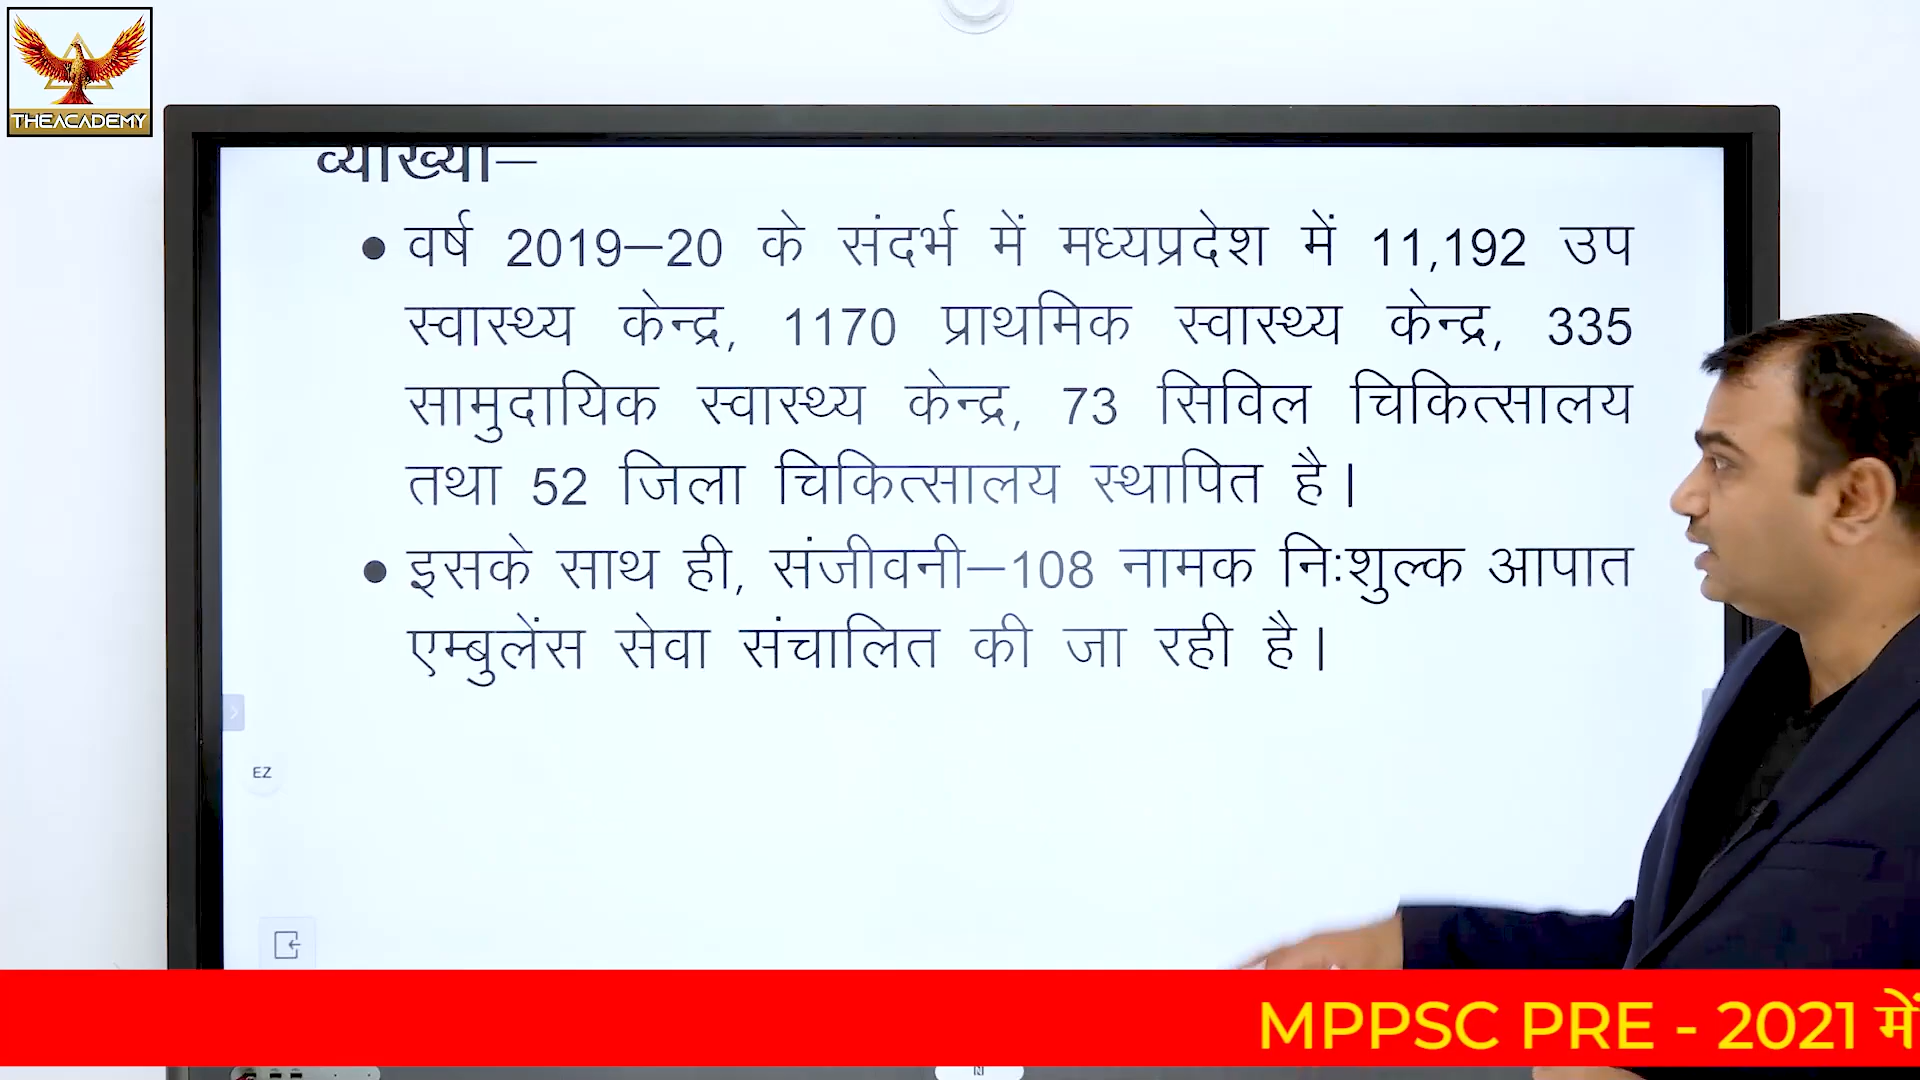 THEACADEMY
व्याख्या—
● वर्ष 2019—20 के संदर्भ में मध्यप्रदेश में 11,192 उप
स्वास्थ्य केन्द्र, 1170 प्राथमिक स्वास्थ्य केन्द्र, 335
सामुदायिक स्वास्थ्य केन्द्र, 73 सिविल चिकित्सालय
तथा 52 जिला चिकित्सालय स्थापित है।
● इसके साथ ही, संजीवनी—108 नामक निःशुल्क आपात
एम्बुलेंस सेवा संचालित की जा रही है।
EZ
MPPSC PRE - 2021 में